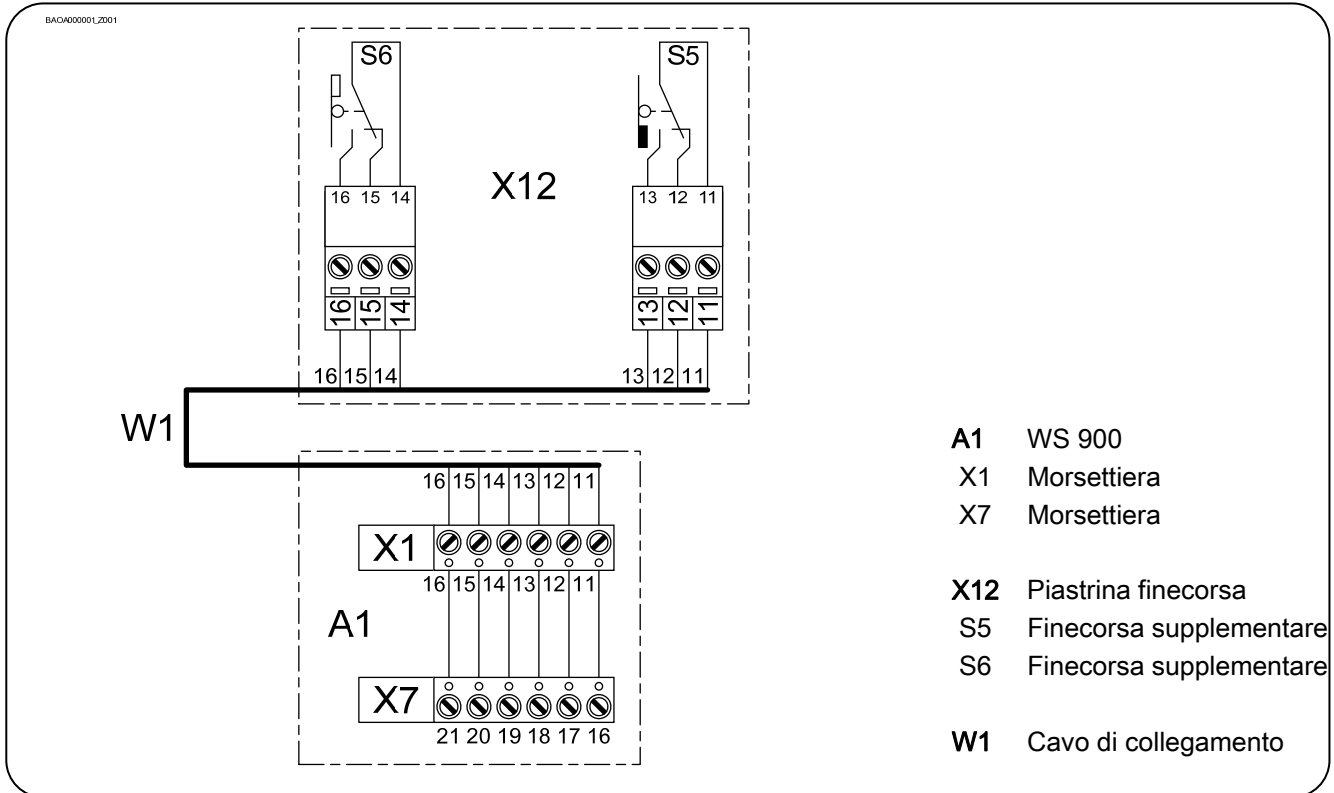 BAOA000001_Z001
S6 S5
X12
16 15 14 13 12 11
16 15 14 13 12 11
16 15 14 13 12 11
W1
16 15 14 13 12 11
X1
16 15 14 13 12 11
A1
X7
21 20 19 18 17 16
A1 WS 900
X1 Morsettiera
X7 Morsettiera
X12 Piastrina finecorsa
S5 Finecorsa supplementare
S6 Finecorsa supplementare
W1 Cavo di collegamento